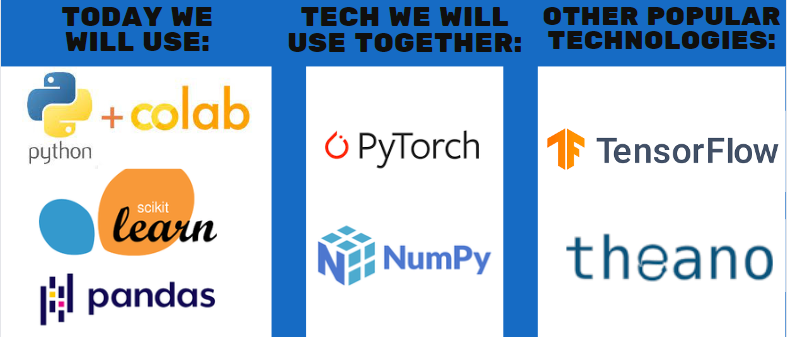 TODAY WE
WILL USE:
python + colab
scikit
learn
pandas
TECH WE WILL
USE TOGETHER:
PyTorch
NumPy
OTHER POPULAR
TECHNOLOGIES:
TensorFlow
theano